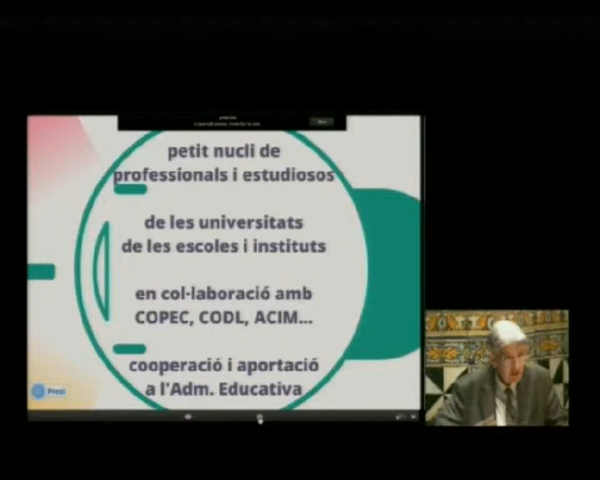 petit nucli de
professionals i estudiosos
de les universitats
de les escoles i instituts
en col·laboració amb
COPEC, CODL, ACIM...
cooperació i aportació
a l'Adm. Educativa
Prezi